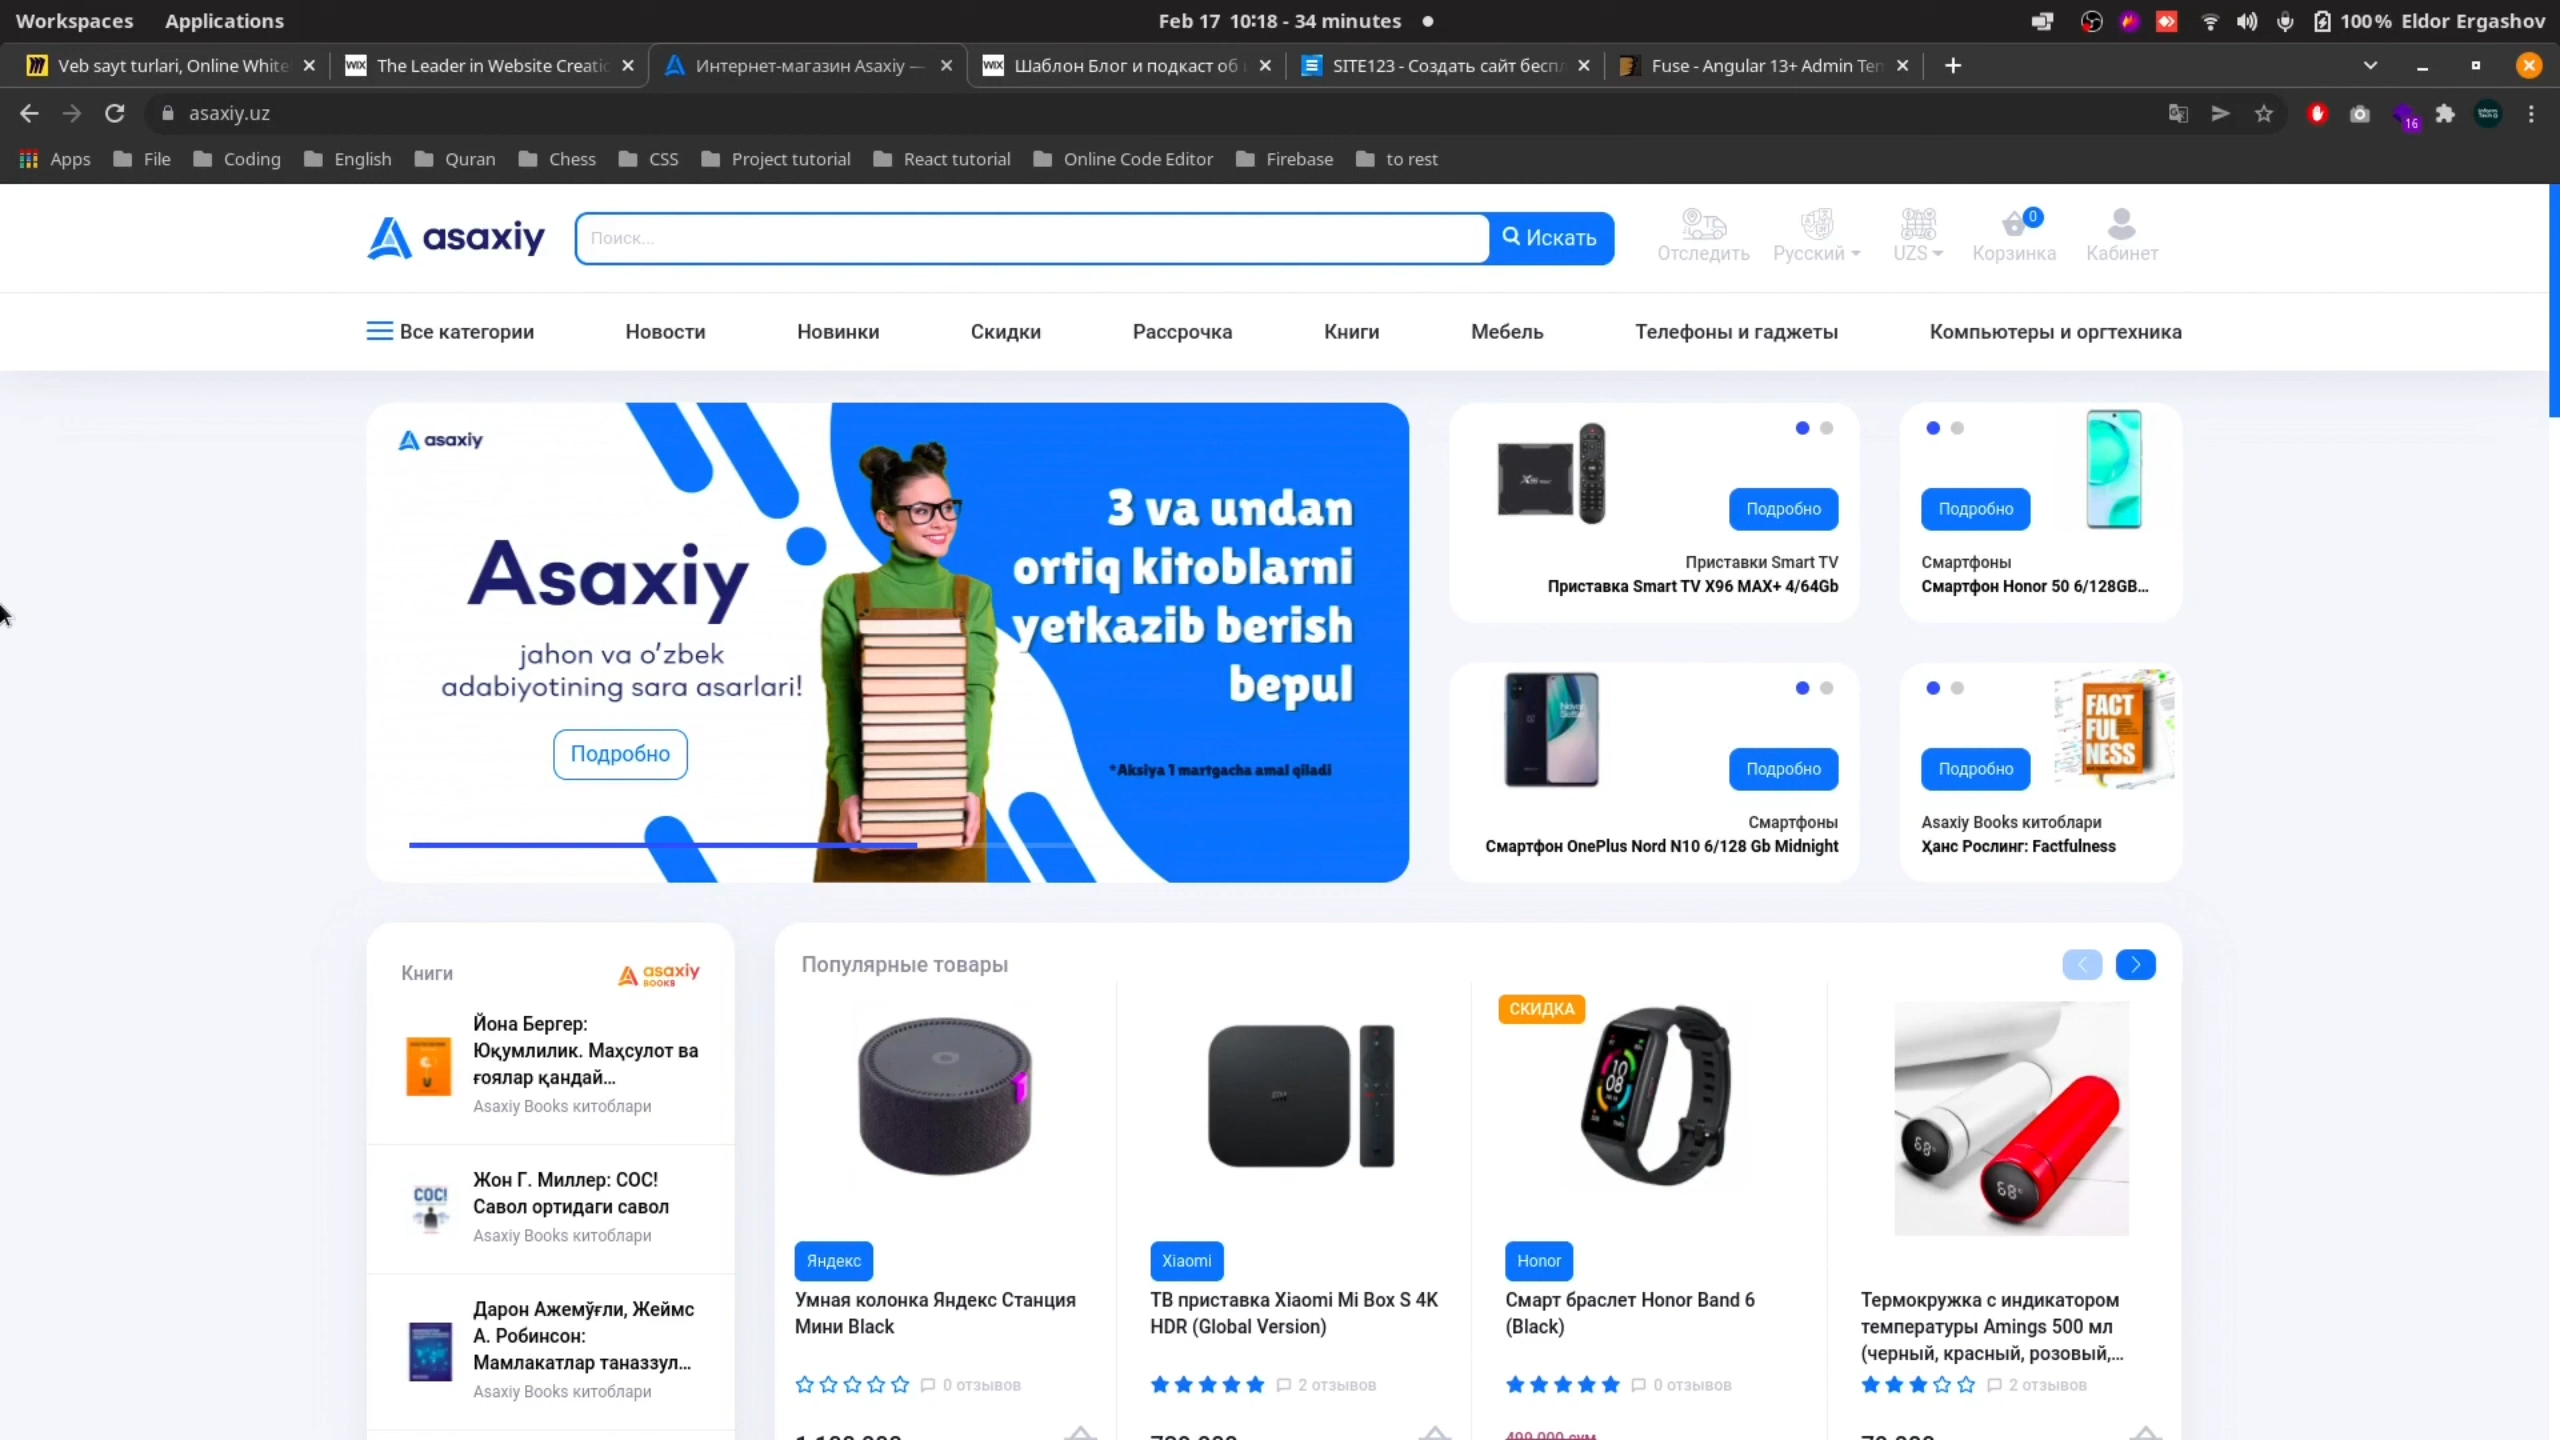 Workspaces Applications Feb 17 10:18 - 34 minutes 100% Eldor Ergashov
Veb sayt turlari, Online White WIX The Leader in Website Creatic Интернет-магазин Asaxiy — WIX Шаблон Блог и подкаст об SITE123 - Создать сайт беспл Fuse - Angular 13+ Admin Ten
asaxiy.uz 16
Apps File Coding English Quran Chess CSS Project tutorial React tutorial Online Code Editor Firebase to rest
asaxiy Поиск... Искать Отследить Русский UZS 0 Корзинка Кабинет
Все категории Новости Новинки Скидки Рассрочка Книги Мебель Телефоны и гаджеты Компьютеры и оргтехника
asaxiy
Asaxiy
jahon va o'zbek
adabiyotining sara asarlari!
Подробно
3 va undan
ortiq kitoblarni
yetkazib berish
bepul
*Aksiya 1 martgacha amal qiladi
Подробно
Приставки Smart TV
Приставка Smart TV X96 MAX+ 4/64Gb
Подробно
Смартфоны
Смартфон Honor 50 6/128GB...
Подробно
Смартфоны
Смартфон OnePlus Nord N10 6/128 Gb Midnight
FACT
FUL
NESS
Подробно
Asaxiy Books китоблари
Ҳанс Рослинг: Factfulness
Книги
asaxiy
BOOKS
Йона Бергер:
Юқумлилик. Маҳсулот ва
ғоялар қандай...
Asaxiy Books китоблари
СОС!
Жон Г. Миллер: СОС!
Савол ортидаги савол
Asaxiy Books китоблари
Дарон Ажемўғли, Жеймс
А. Робинсон:
Мамлакатлар таназзул...
Asaxiy Books китоблари
Популярные товары
Яндекс
Умная колонка Яндекс Станция
Мини Black
0 отзывов
Xiaomi
ТВ приставка Xiaomi Mi Box S 4K
HDR (Global Version)
2 отзывов
СКИДКА
10
08
Honor
Смарт браслет Honor Band 6
(Black)
0 отзывов
68°
68°
Термокружка с индикатором
температуры Amings 500 мл
(черный, красный, розовый,...
2 отзывов